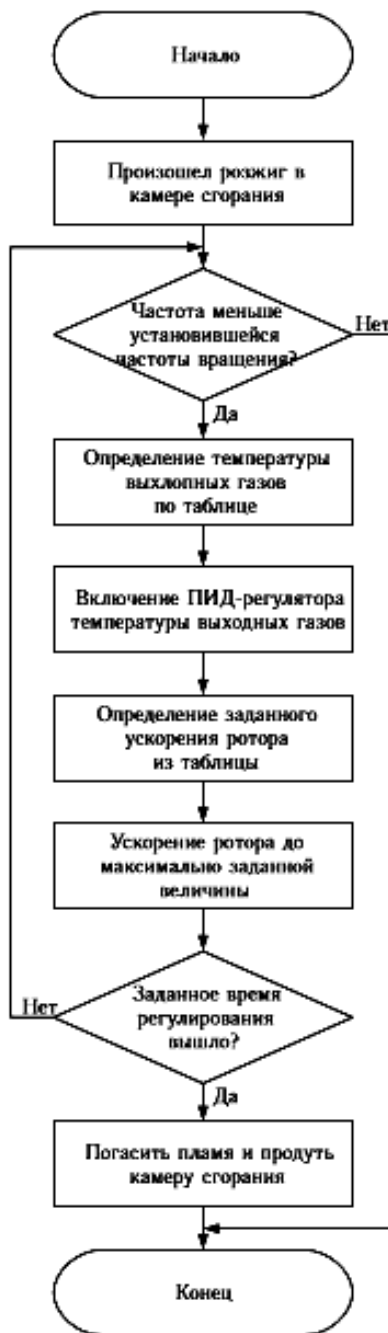 Начало
Произошел розжиг в
камере сгорания
Частота меньше
установившейся
частоты вращения?
Нет
Да
Определение температуры
выхлопных газов
по таблице
Включение ПИД-регулятора
температуры выходных газов
Определение заданного
ускорения ротора
из таблицы
Ускорение ротора до
максимально заданной
величины
Заданное время
регулирования
вышло?
Нет
Да
Погасить пламя и продуть
камеру сгорания
Конец